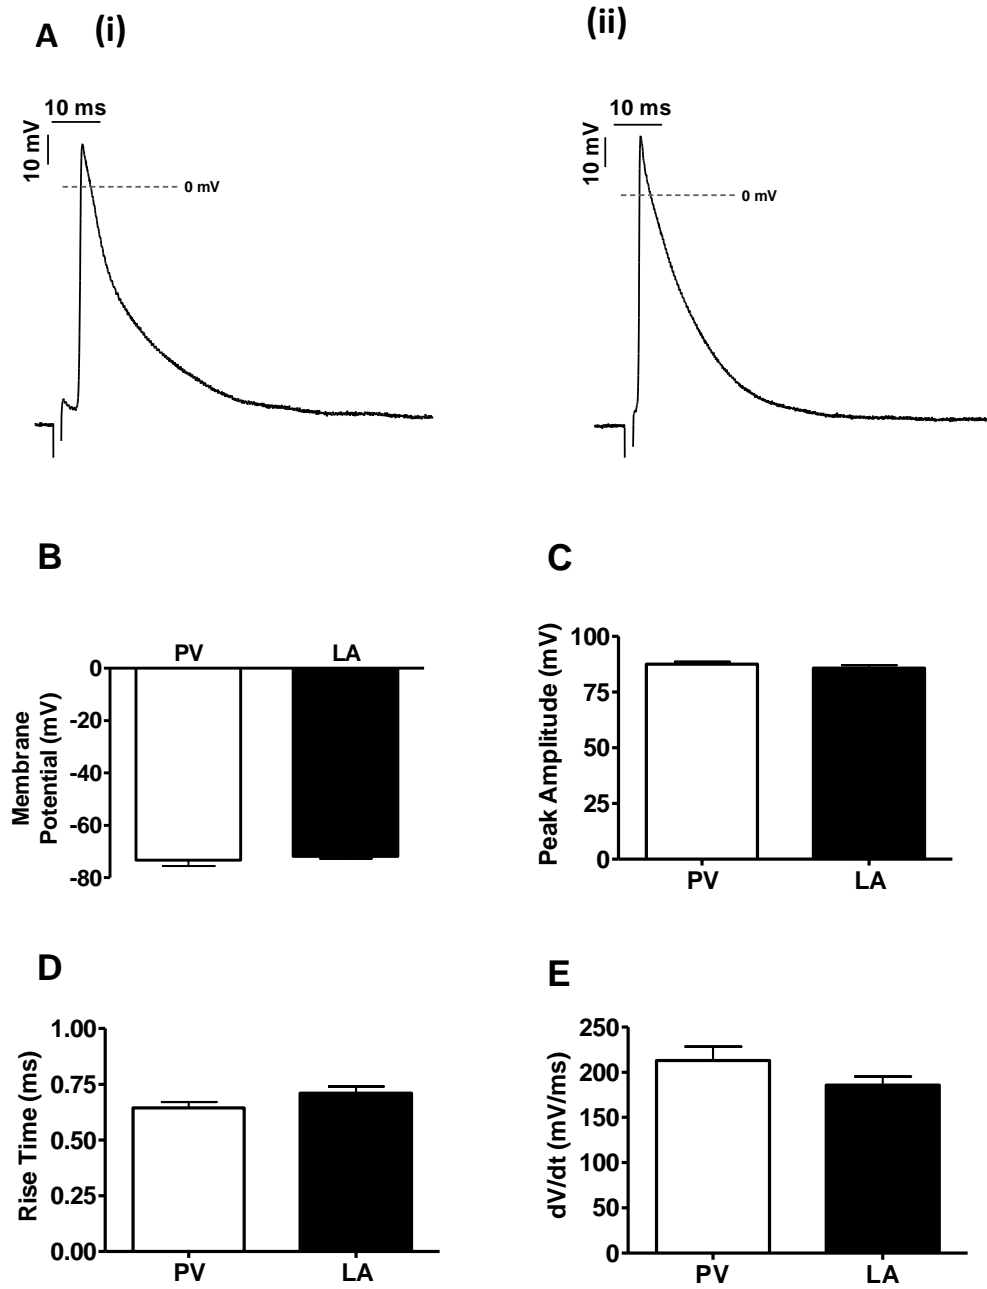 A (i)
(ii)
10 ms
10 mV
0 mV
10 ms
10 mV
0 mV
B
PV LA
0
-20
-40
-60
-80
Membrane
Potential (mV)
C
100
75
50
25
0
Peak Amplitude (mV)
PV LA
D
1.00
0.75
0.50
0.25
0.00
Rise Time (ms)
PV LA
E
250
200
150
100
50
0
dV/dt (mV/ms)
PV LA